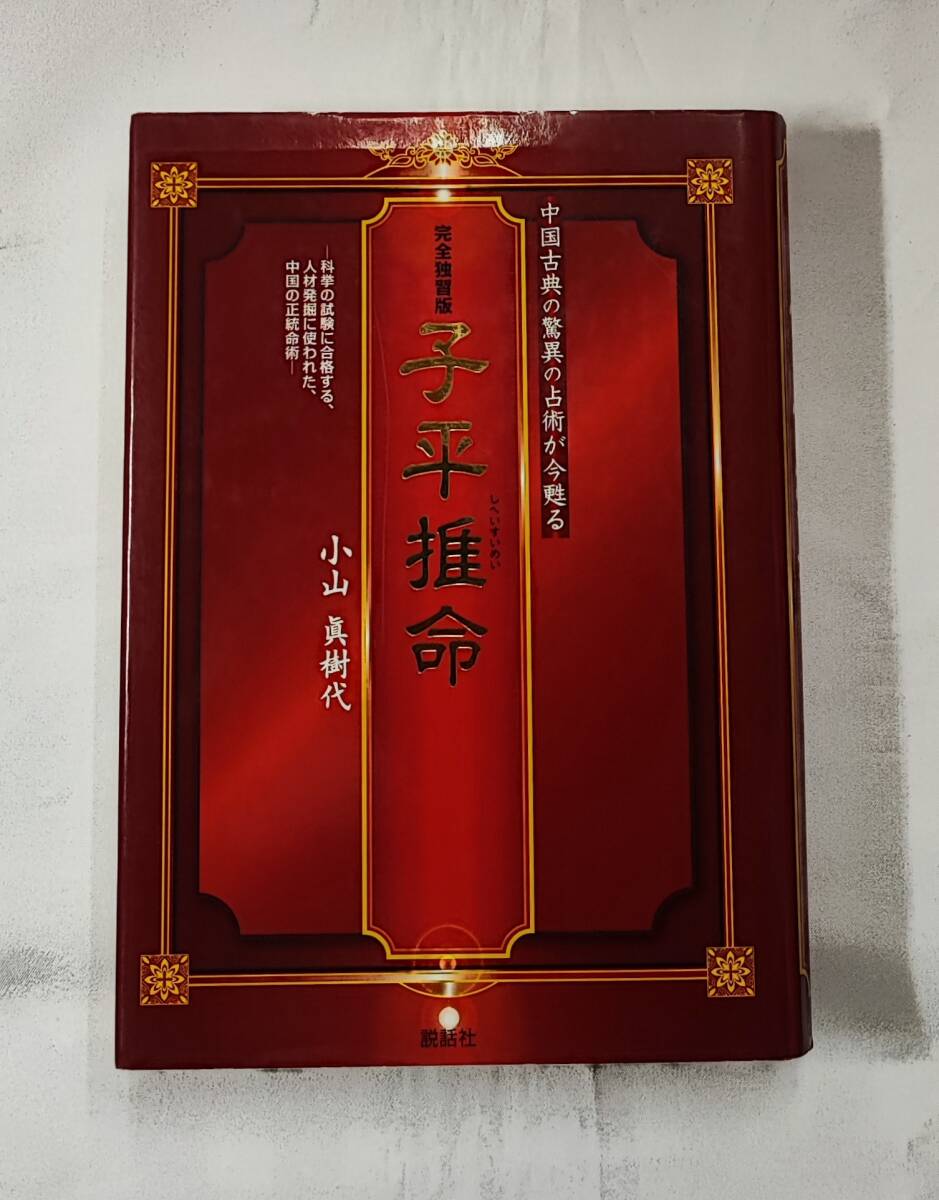 中国古典の驚異の占術が今甦る
完全独習版
子平推命
しへいすいめい
―科挙の試験に合格する、
人材発掘に使われた、
中国の正統命術―
小山 眞樹代
説話社